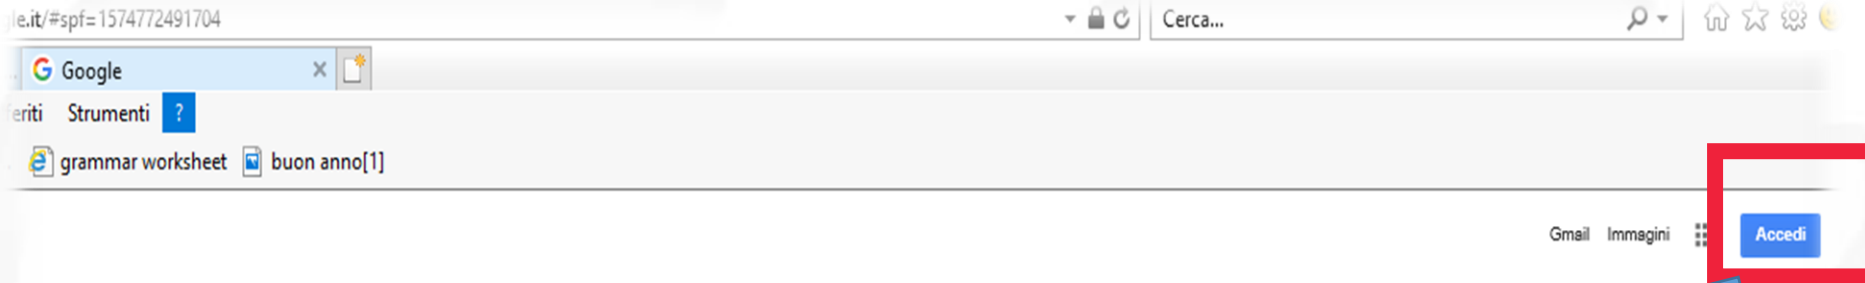 le.it/#spf=1574772491704 Cerca...
Google
eriti Strumenti ?
grammar worksheet buon anno[1]
Gmail Immagini Accedi